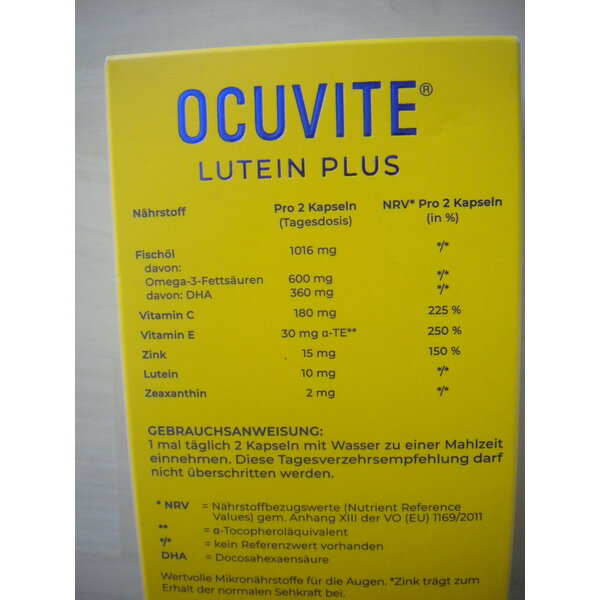 OCUVITE®
LUTEIN PLUS
Nährstoff Pro 2 Kapseln (Tagesdosis) NRV* Pro 2 Kapseln (in %)
Fischöl 1016 mg */*
davon:
Omega-3-Fettsäuren 600 mg */*
davon: DHA 360 mg */*
Vitamin C 180 mg 225 %
Vitamin E 30 mg α-TE** 250 %
Zink 15 mg 150 %
Lutein 10 mg */*
Zeaxanthin 2 mg */*
GEBRAUCHSANWEISUNG:
1 mal täglich 2 Kapseln mit Wasser zu einer Mahlzeit
einnehmen. Diese Tagesverzehrsempfehlung darf
nicht überschritten werden.
* NRV = Nährstoffbezugswerte (Nutrient Reference
Values) gem. Anhang XIII der VO (EU) 1169/2011
** = α-Tocopheroläquivalent
*/* = kein Referenzwert vorhanden
DHA = Docosahexaensäure
Wertvolle Mikronährstoffe für die Augen. *Zink trägt zum
Erhalt der normalen Sehkraft bei.